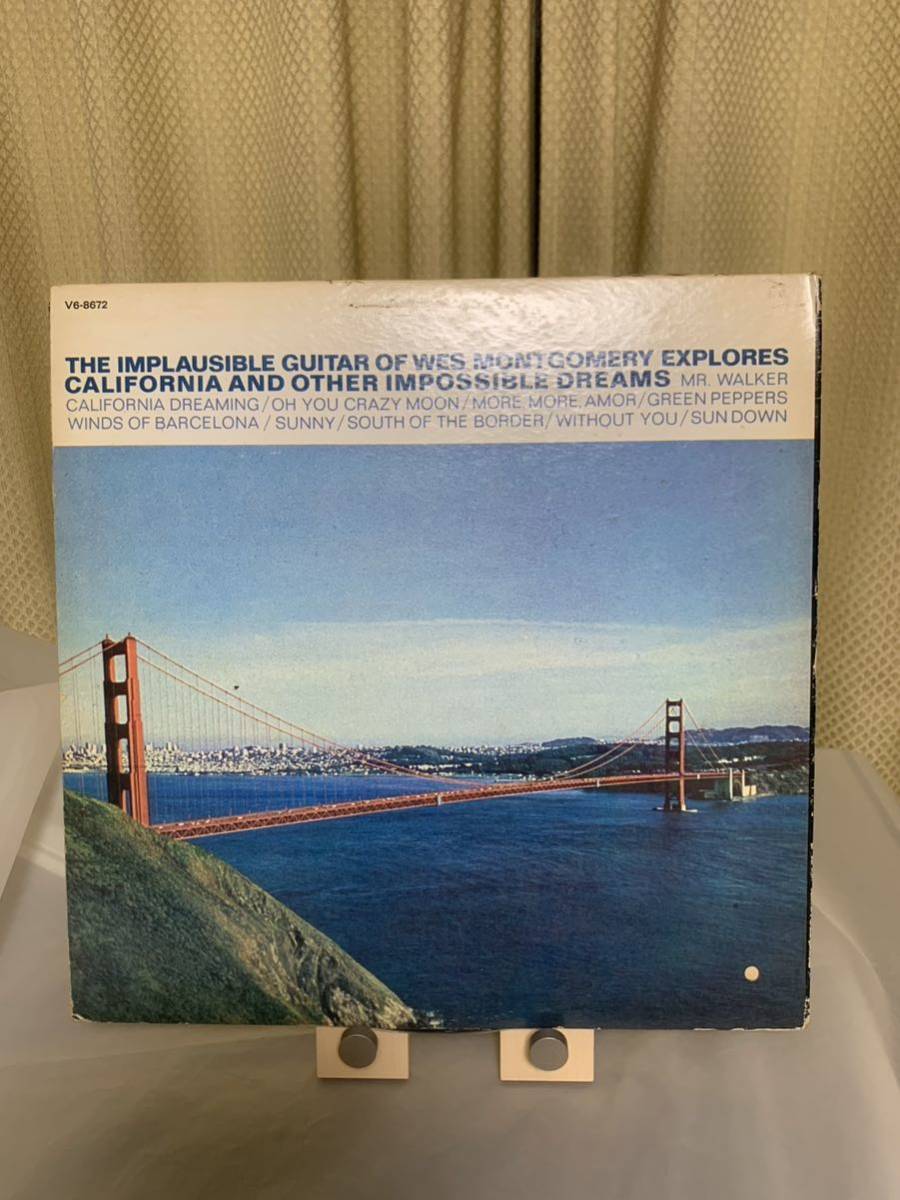 V6-8672
THE IMPLAUSIBLE GUITAR OF WES MONTGOMERY EXPLORES
CALIFORNIA AND OTHER IMPOSSIBLE DREAMS MR. WALKER
CALIFORNIA DREAMING/OH YOU CRAZY MOON/MORE, MORE, AMOR/GREEN PEPPERS
WINDS OF BARCELONA/SUNNY/SOUTH OF THE BORDER/WITHOUT YOU/SUN DOWN